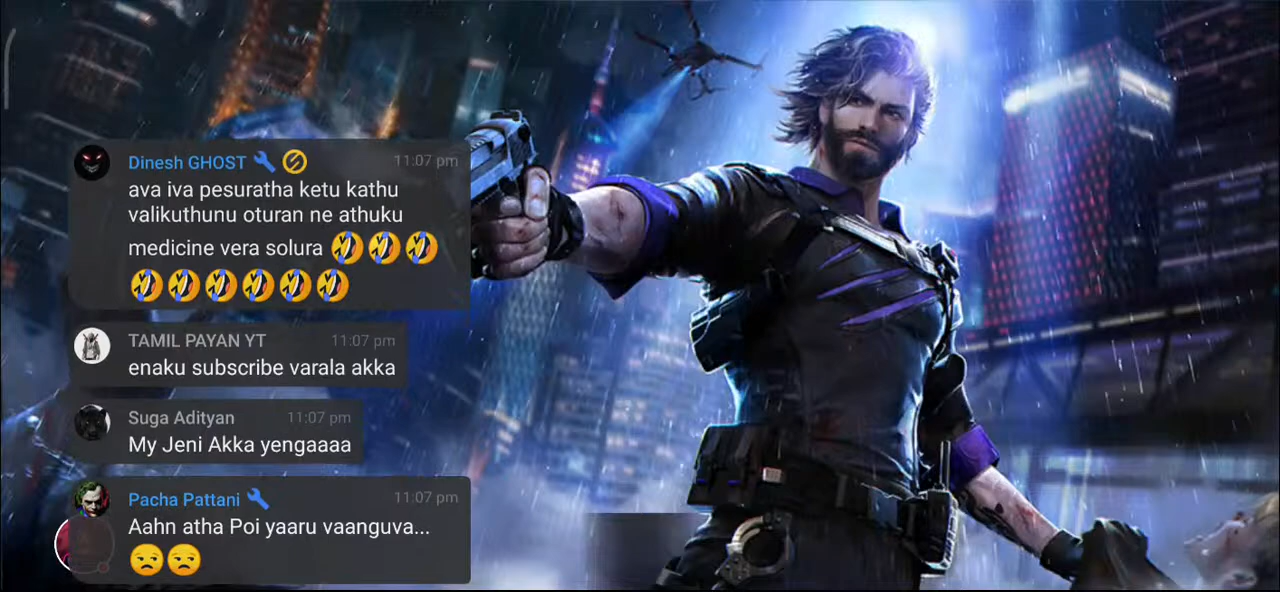 Dinesh GHOST 11:07 pm
ava iva pesuratha ketu kathu
valikuthunu oturan ne athuku
medicine vera solura 🤣🤣🤣
🤣🤣🤣🤣🤣🤣
TAMIL PAYAN YT 11:07 pm
enaku subscribe varala akka
Suga Adityan 11:07 pm
My Jeni Akka yengaaaa
Pacha Pattani 11:07 pm
Aahn atha Poi yaaru vaanguva...
😒😒